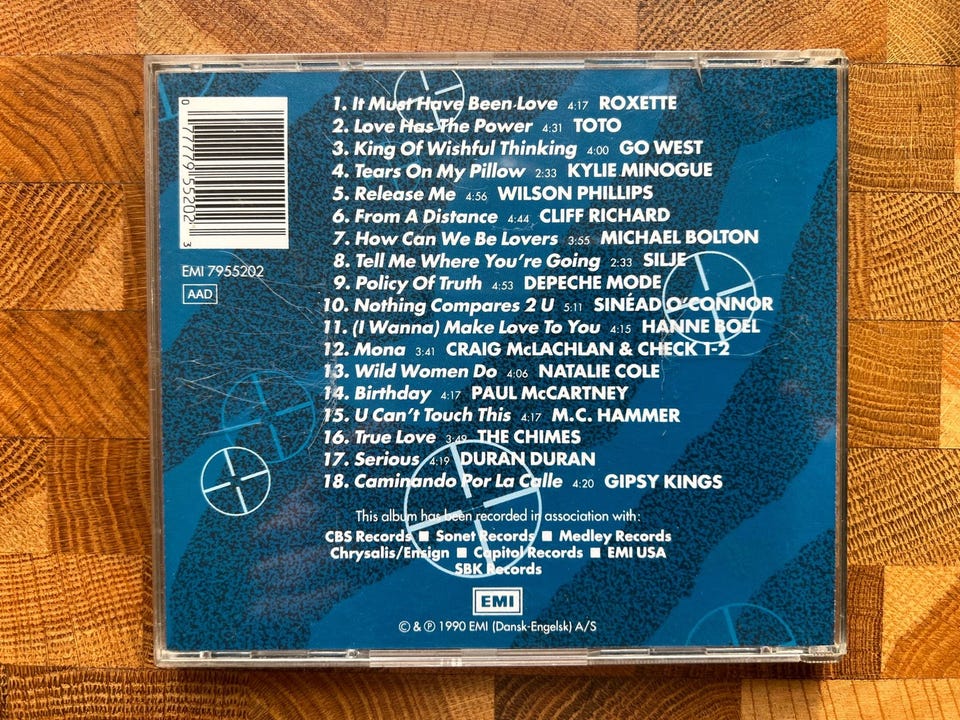 0 77779 55202 3
EMI 7955202
AAD
1. It Must Have Been Love 4:17 ROXETTE
2. Love Has The Power 4:31 TOTO
3. King Of Wishful Thinking 4:00 GO WEST
4. Tears On My Pillow 2:33 KYLIE MINOGUE
5. Release Me 4:56 WILSON PHILLIPS
6. From A Distance 4:44 CLIFF RICHARD
7. How Can We Be Lovers 3:55 MICHAEL BOLTON
8. Tell Me Where You're Going 2:33 SILJE
9. Policy Of Truth 4:53 DEPECHE MODE
10. Nothing Compares 2 U 5:11 SINÉAD O'CONNOR
11. (I Wanna) Make Love To You 4:15 HANNE BOEL
12. Mona 3:41 CRAIG McLACHLAN & CHECK 1-2
13. Wild Women Do 4:06 NATALIE COLE
14. Birthday 4:17 PAUL McCARTNEY
15. U Can't Touch This 4:17 M.C. HAMMER
16. True Love 3:49 THE CHIMES
17. Serious 4:19 DURAN DURAN
18. Caminando Por La Calle 4:20 GIPSY KINGS
This album has been recorded in association with:
CBS Records ■ Sonet Records ■ Medley Records
Chrysalis/Ensign ■ Capitol Records ■ EMI USA
SBK Records
EMI
© & ℗ 1990 EMI (Dansk-Engelsk) A/S